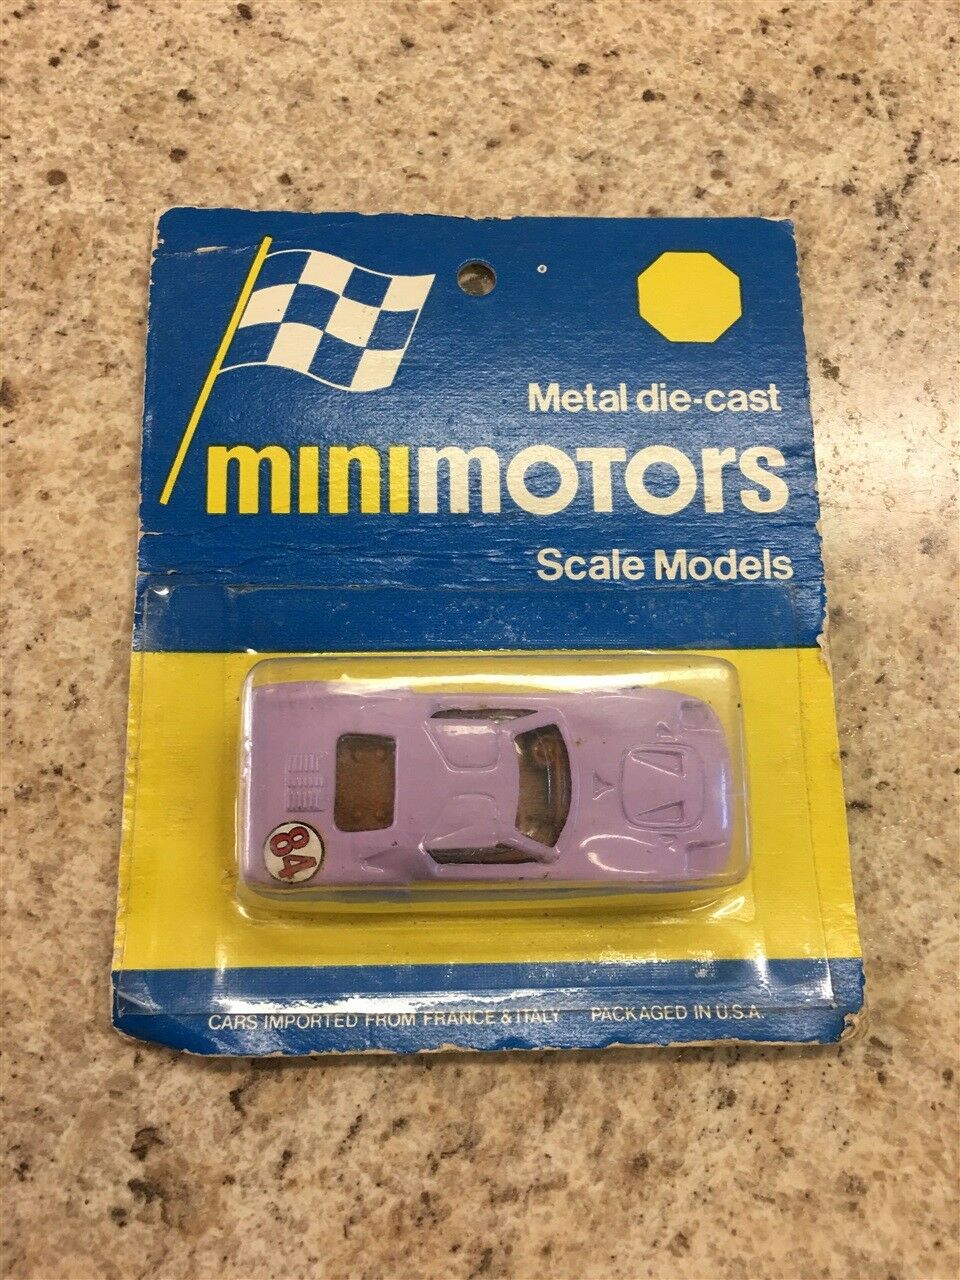 Metal die-cast
minimotors
Scale Models
84
CARS IMPORTED FROM FRANCE & ITALY PACKAGED IN U.S.A.